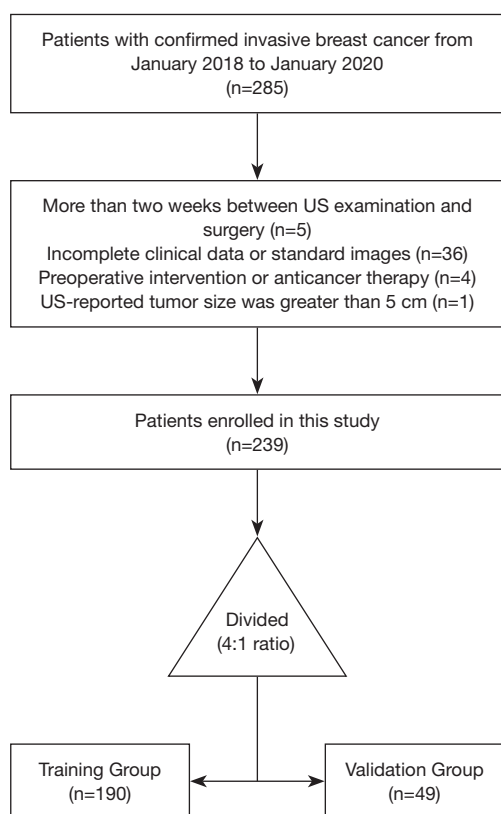 Patients with confirmed invasive breast cancer from
January 2018 to January 2020
(n=285)
More than two weeks between US examination and
surgery (n=5)
Incomplete clinical data or standard images (n=36)
Preoperative intervention or anticancer therapy (n=4)
US-reported tumor size was greater than 5 cm (n=1)
Patients enrolled in this study
(n=239)
Divided
(4:1 ratio)
Training Group
(n=190)
Validation Group
(n=49)